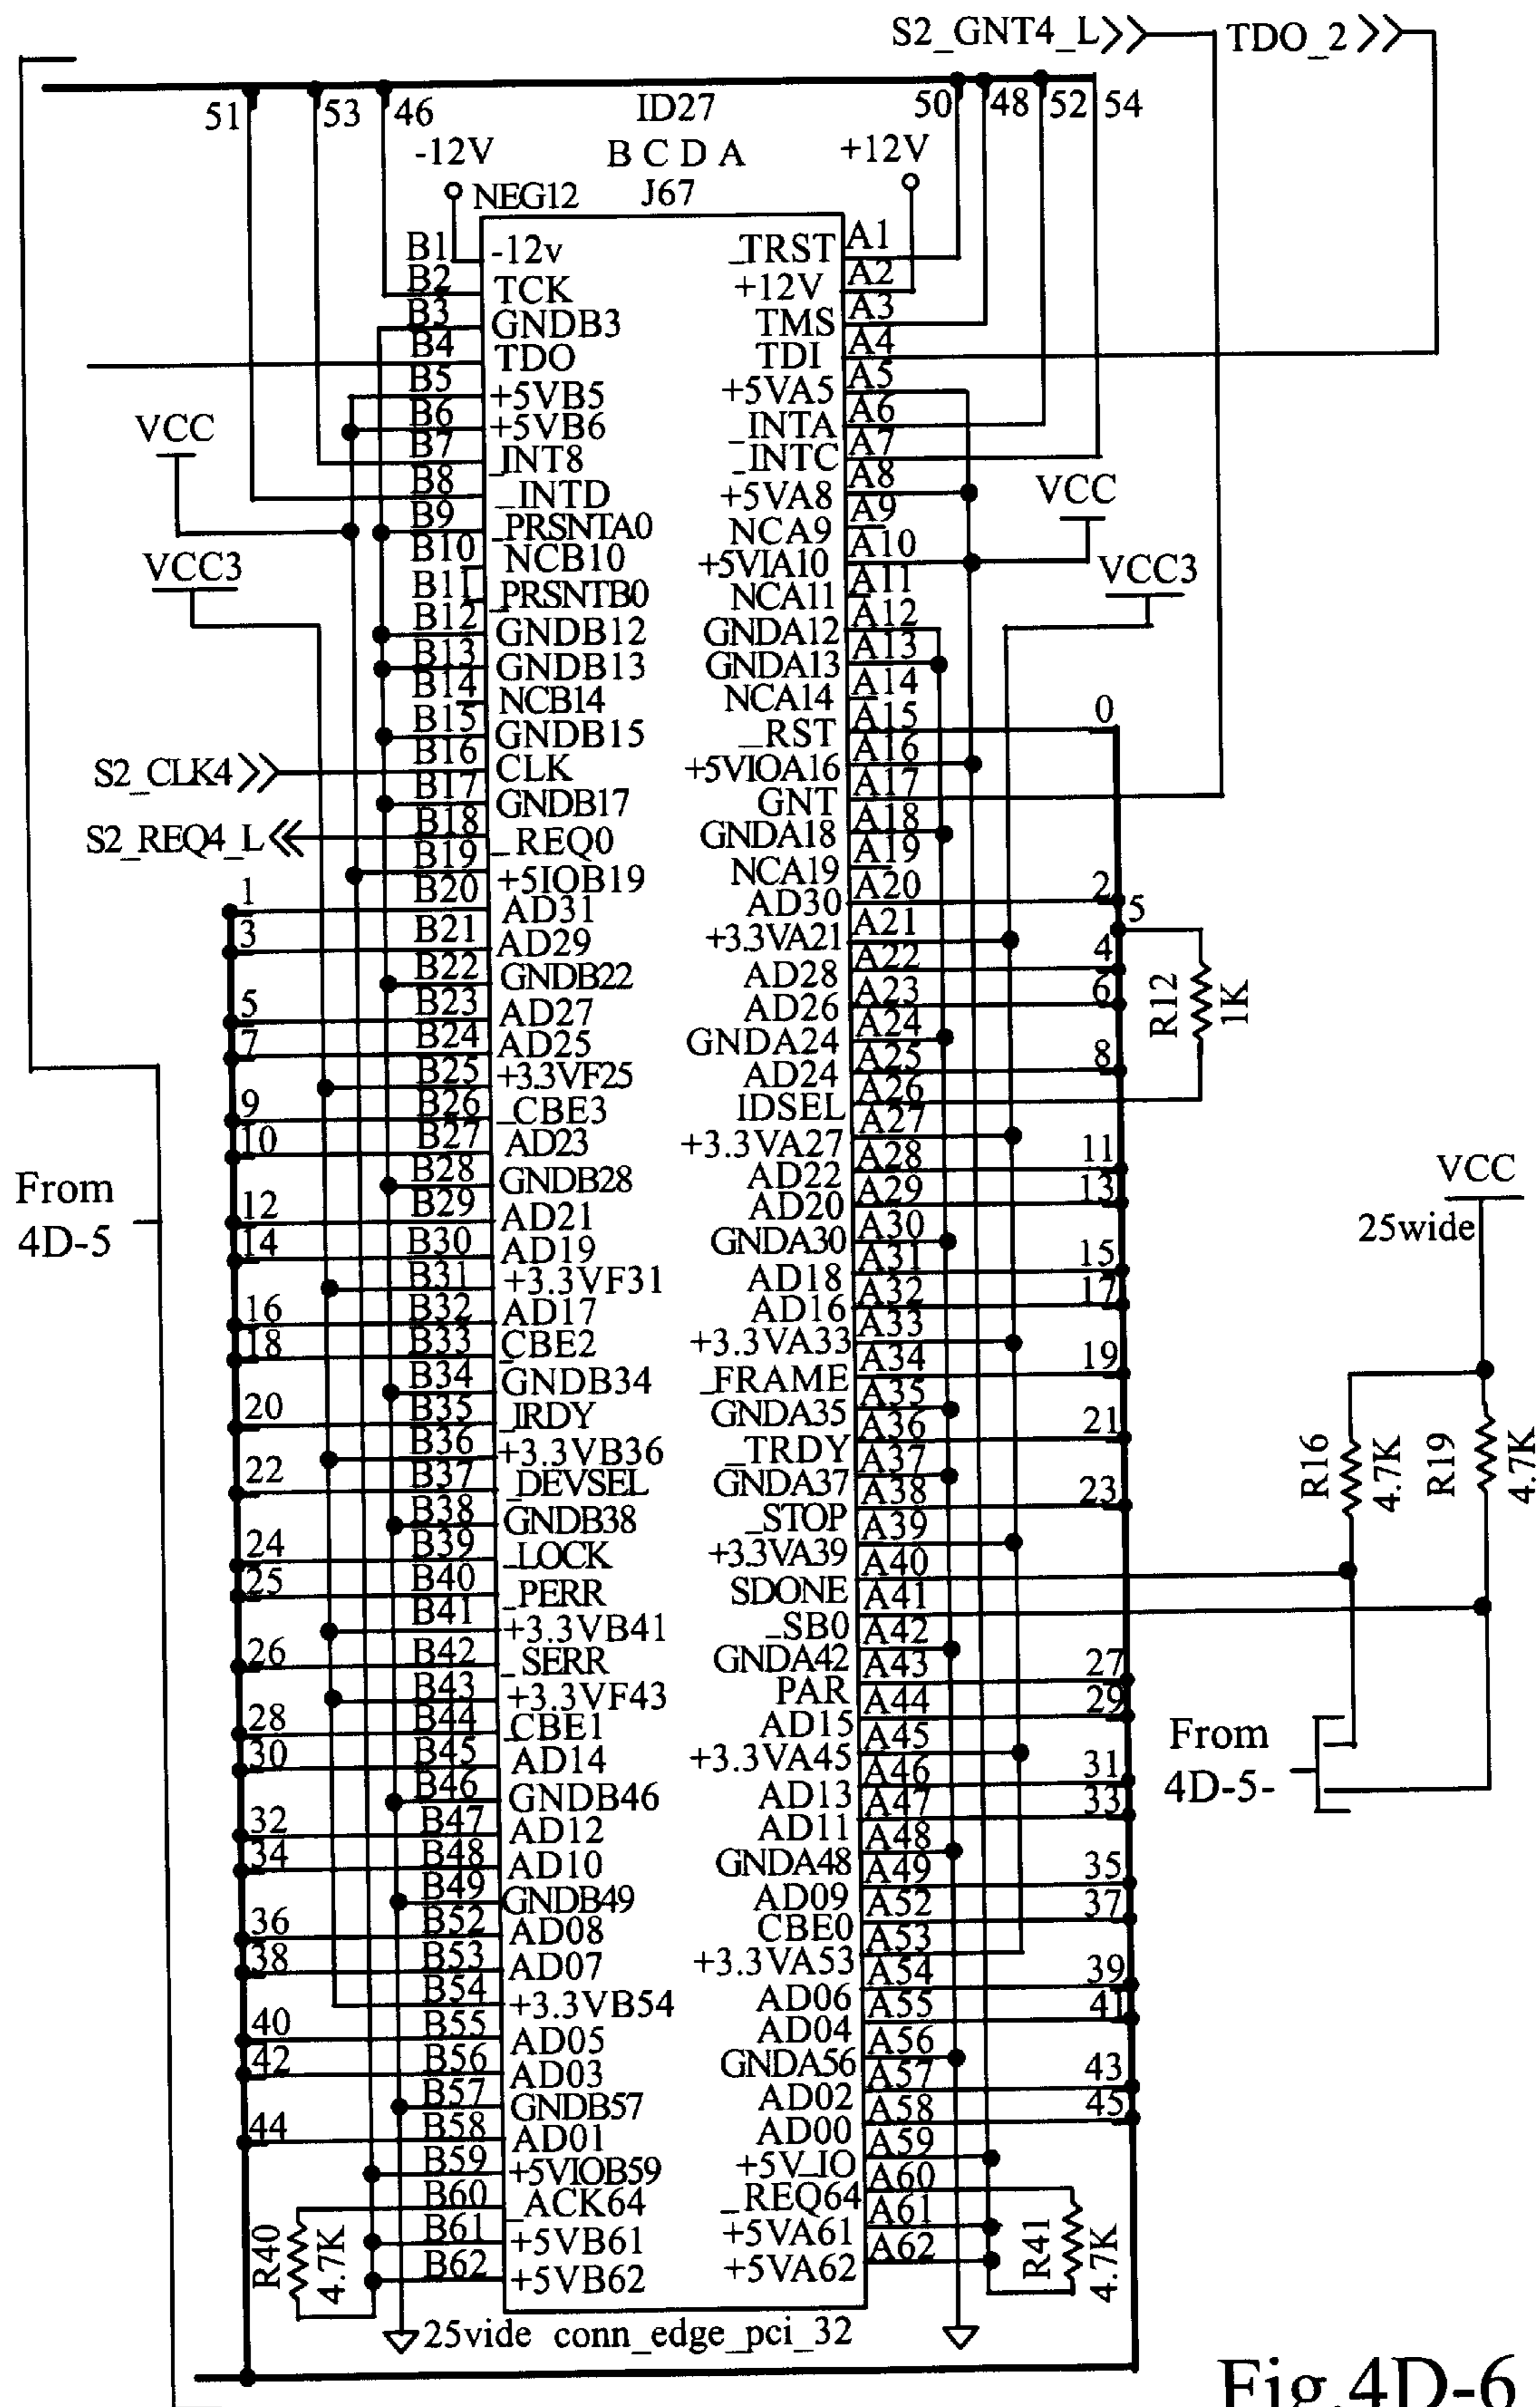 S2_GNT4_L TDO_2
51 53 46 ID27 50 48 52 54
-12V B C D A +12V
NEG12 J67
B1 -12v _TRST A1
B2 TCK +12V A2
B3 GNDB3 TMS A3
B4 TDO TDI A4
B5 +5VB5 +5VA5 A5
VCC B6 +5VB6 _INTA A6
B7 _INT8 _INTC A7
B8 _INTD +5VA8 A8 VCC
B9 _PRSNTA0 NCA9 A9
B10 NCB10 +5VIA10 A10
VCC3 B11 _PRSNTB0 NCA11 A11 VCC3
B12 GNDB12 GNDA12 A12
B13 GNDB13 GNDA13 A13
B14 NCB14 NCA14 A14
B15 GNDB15 _RST A15 0
S2_CLK4 B16 CLK +5VIOA16 A16
B17 GNDB17 GNT A17
S2_REQ4_L B18 _REQ0 GNDA18 A18
B19 +5IOB19 NCA19 A19
1 B20 AD31 AD30 A20 2
5
3 B21 AD29 +3.3VA21 A21
B22 GNDB22 AD28 A22 4
5 B23 AD27 AD26 A23 6
R12 1K
7 B24 AD25 GNDA24 A24
B25 +3.3VF25 AD24 A25 8
9 B26 _CBE3 IDSEL A26
10 B27 AD23 +3.3VA27 A27
B28 GNDB28 AD22 A28 11
12 B29 AD21 AD20 A29 13
14 B30 AD19 GNDA30 A30
B31 +3.3VF31 AD18 A31 15
16 B32 AD17 AD16 A32 17
18 B33 _CBE2 +3.3VA33 A33
B34 GNDB34 _FRAME A34 19
20 B35 _IRDY GNDA35 A35
B36 +3.3VB36 _TRDY A36 21
22 B37 _DEVSEL GNDA37 A37
B38 GNDB38 _STOP A38 23
24 B39 _LOCK +3.3VA39 A39
25 B40 _PERR SDONE A40
B41 +3.3VB41 _SB0 A41
26 B42 _SERR GNDA42 A42
B43 +3.3VF43 PAR A43 27
28 B44 _CBE1 AD15 A44 29
30 B45 AD14 +3.3VA45 A45
B46 GNDB46 AD13 A46 31
32 B47 AD12 AD11 A47 33
34 B48 AD10 GNDA48 A48
B49 GNDB49 AD09 A49 35
36 B52 AD08 CBE0 A52 37
38 B53 AD07 +3.3VA53 A53
B54 +3.3VB54 AD06 A54 39
40 B55 AD05 AD04 A55 41
42 B56 AD03 GNDA56 A56
B57 GNDB57 AD02 A57 43
44 B58 AD01 AD00 A58 45
B59 +5VIOB59 +5V_IO A59
B60 _ACK64 _REQ64 A60
B61 +5VB61 +5VA61 A61
B62 +5VB62 +5VA62 A62
R40 4.7K
R41 4.7K
25vide conn_edge_pci_32
From
4D-5
VCC
25wide
R16 4.7K
R19 4.7K
From
4D-5-
Fig.4D-6